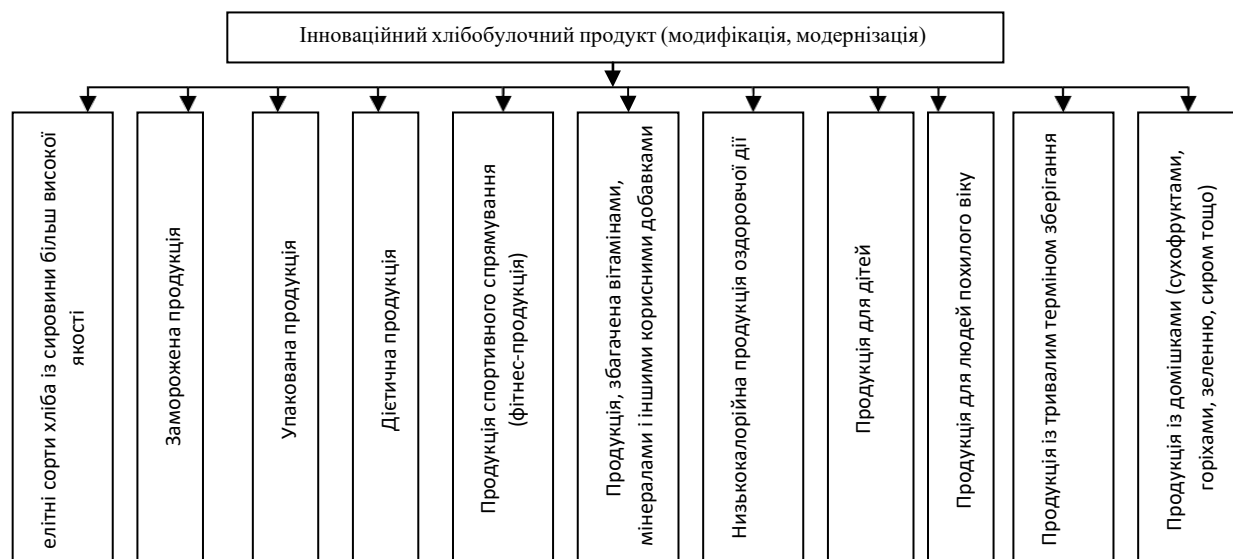 Інноваційний хлібобулочний продукт (модифікація, модернізація)
елітні сорти хліба із сировини більш високої
якості
Заморожена продукція
Упакована продукція
Дієтична продукція
Продукція спортивного спрямування
(фітнес-продукція)
Продукція, збагачена вітамінами,
мінералами і іншими корисними добавками
Низькокалорійна продукція оздоровчої дії
Продукція для дітей
Продукція для людей похилого віку
Продукція із тривалим терміном зберігання
Продукція із домішками (сухофруктами,
горіхами, зеленню, сиром тощо)